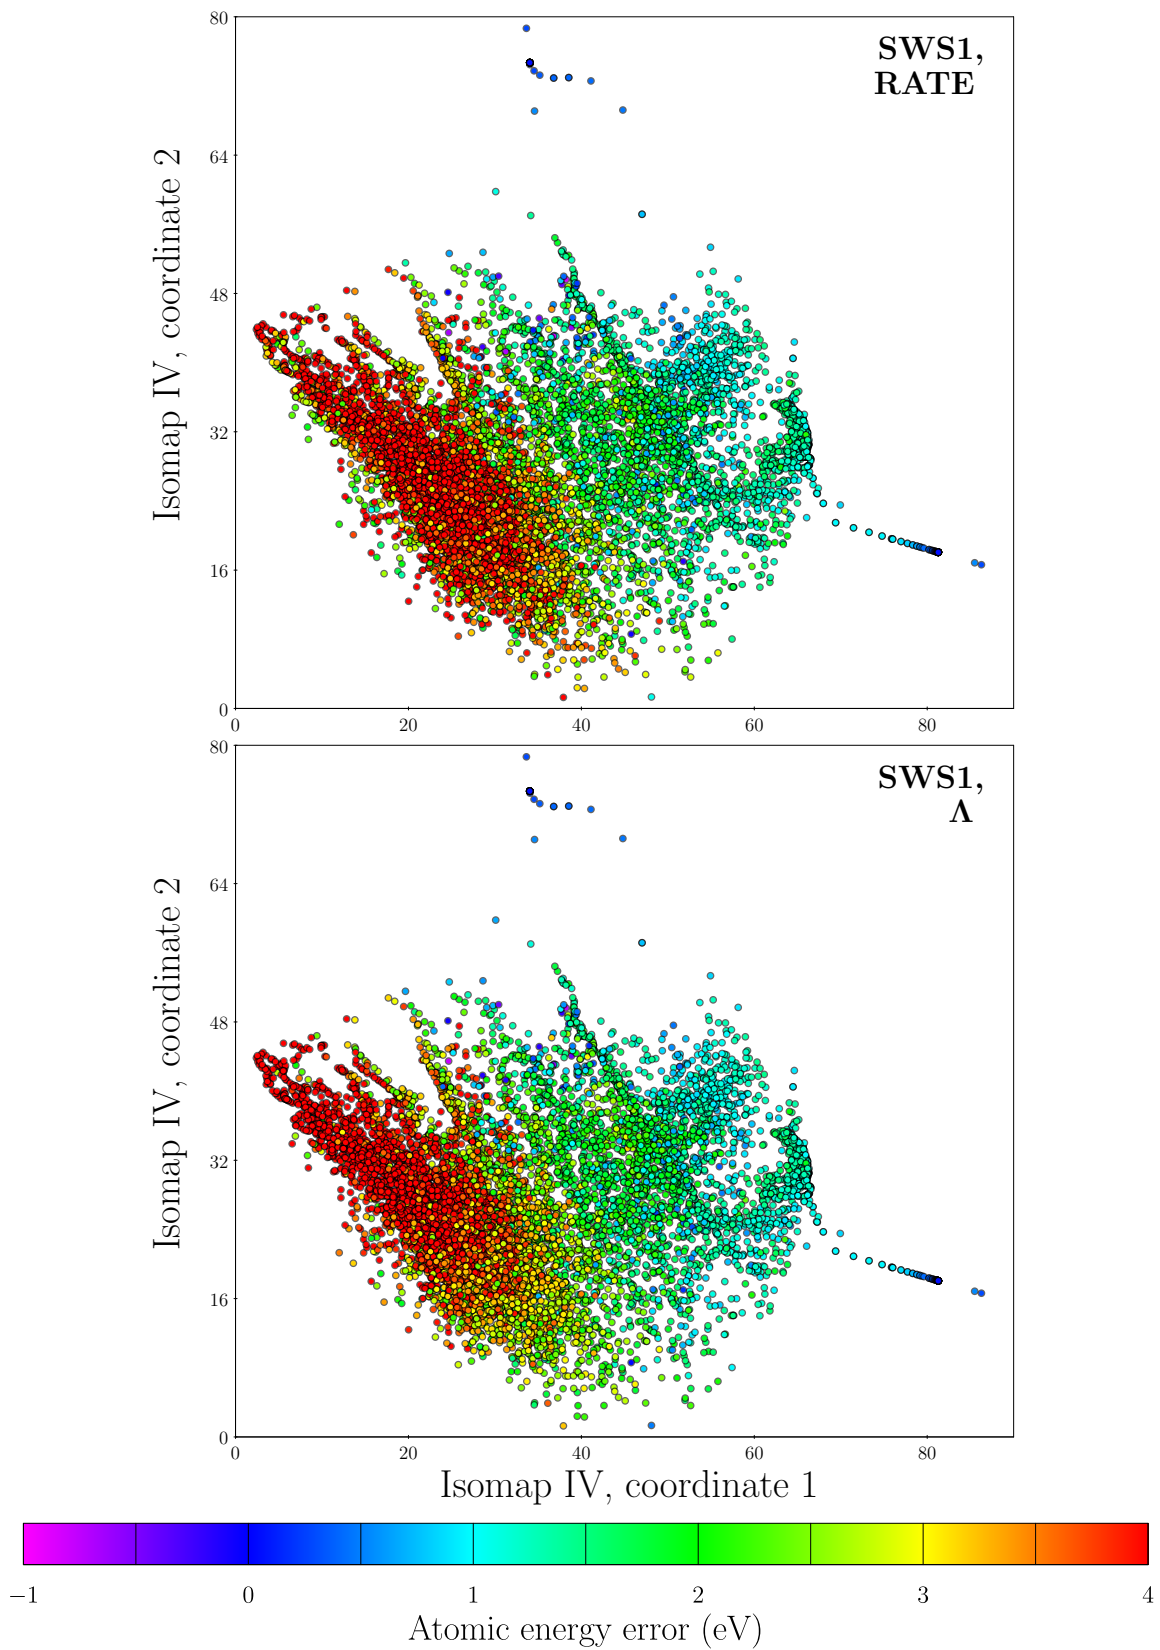 80
SWS1,
RATE
64
48
32
16
0
Isomap IV, coordinate 2
0 20 40 60 80
80
SWS1,
Λ
64
48
32
16
0
Isomap IV, coordinate 2
0 20 40 60 80
Isomap IV, coordinate 1
−1 0 1 2 3 4
Atomic energy error (eV)